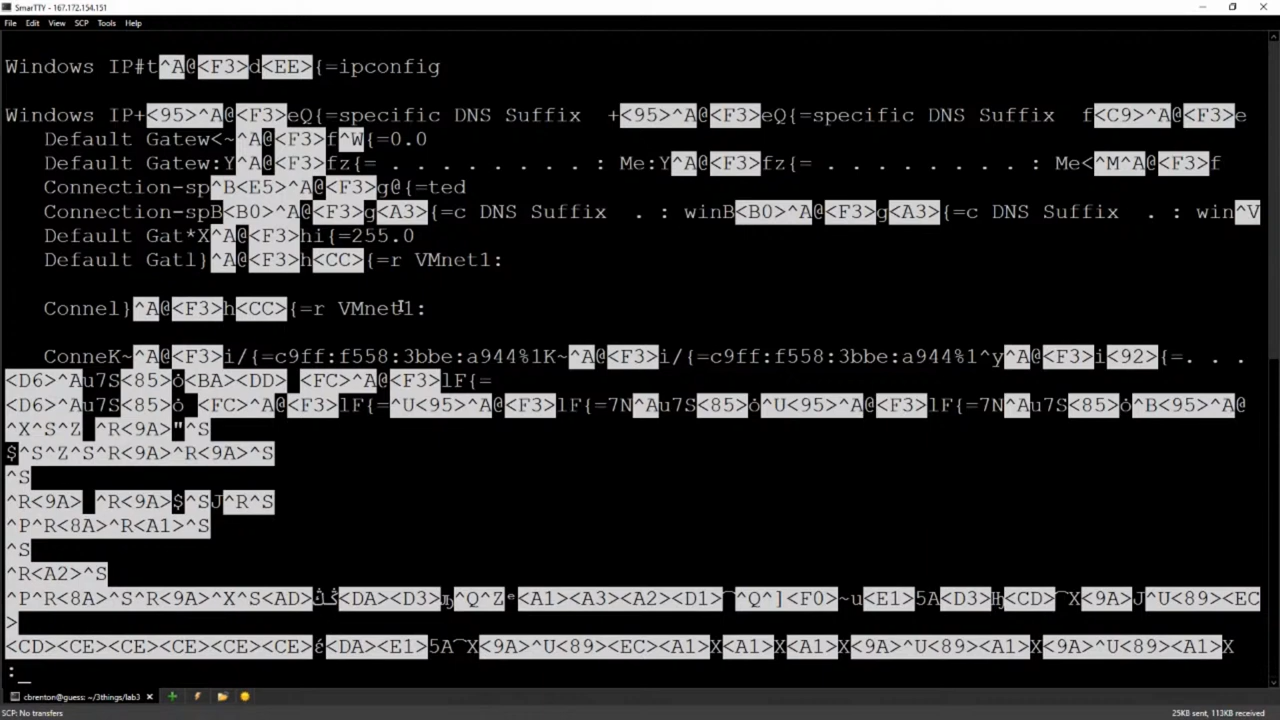 SmarTTY - 167.172.154.151
File Edit View SCP Tools Help
Windows IP#t^A@<F3>d<EE>{=ipconfig
Windows IP+<95>^A@<F3>eQ{=specific DNS Suffix  +<95>^A@<F3>eQ{=specific DNS Suffix  f<C9>^A@<F3>e
Default Gatew<~^A@<F3>f^W{=0.0
Default Gatew:Y^A@<F3>fz{= . . . . . . . . : Me:Y^A@<F3>fz{= . . . . . . . . : Me<^M^A@<F3>f
Connection-sp^B<E5>^A@<F3>g@{=ted
Connection-spB<B0>^A@<F3>g<A3>{=c DNS Suffix  . : winB<B0>^A@<F3>g<A3>{=c DNS Suffix  . : win^V
Default Gat*X^A@<F3>hi{=255.0
Default Gatl}^A@<F3>h<CC>{=r VMnet1:
Connel}^A@<F3>h<CC>{=r VMnet1:
ConneK~^A@<F3>i/{=c9ff:f558:3bbe:a944%1K~^A@<F3>i/{=c9ff:f558:3bbe:a944%1^y^A@<F3>i<92>{=. . .
<D6>^Au7S<85>ȯ<BA><DD> <FC>^A@<F3>lF{=
<D6>^Au7S<85>ȯ <FC>^A@<F3>lF{=^U<95>^A@<F3>lF{=7N^Au7S<85>ȯ^U<95>^A@<F3>lF{=7N^Au7S<85>ȯ^B<95>^A@
^X^S^Z ^R<9A>"^S
$^S^Z^S^R<9A>^R<9A>^S
^S
^R<9A> ^R<9A>$^SJ^R^S
^P^R<8A>^R<A1>^S
^S
^R<A2>^S
^P^R<8A>^S^R<9A>^X^S<AD> <DA><D3> ^Q^Z <A1><A3><A2><D1> ^Q^]<F0>~u<E1>5A<D3> <CD> X<9A>J^U<89><EC
>
<CD><CE><CE><CE><CE><CE>é<DA><E1>5A X<9A>^U<89><EC><A1>X<A1>X<A1>X<9A>^U<89><A1>X<9A>^U<89><A1>X
:
cbrenton@guess: ~/3things/lab3
SCP: No transfers
25KB sent, 113KB received